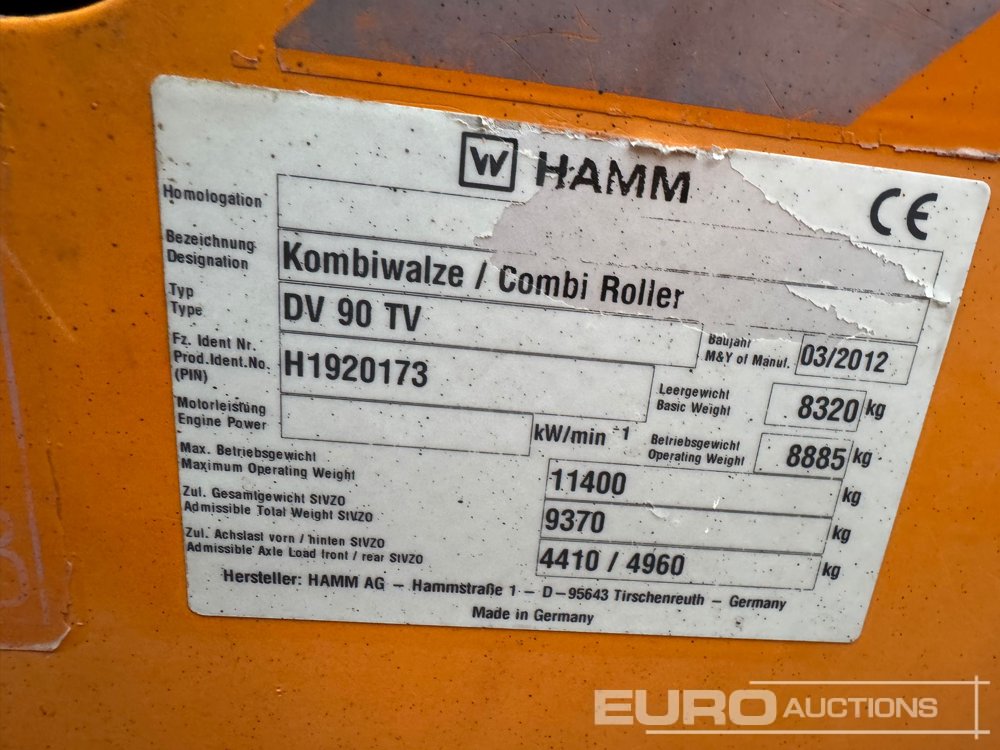 W HAMM
CE
Homologation
Bezeichnung
Designation
Kombiwalze / Combi Roller
Typ
Type
DV 90 TV
Baujahr
M&Y of Manuf.
03/2012
Fz. Ident Nr.
Prod.Ident.No.
(PIN)
H1920173
Leergewicht
Basic Weight
8320 kg
Motorleistung
Engine Power
kW/min -1
Betriebsgewicht
Operating Weight
8885 kg
Max. Betriebsgewicht
Maximum Operating Weight
11400 kg
Zul. Gesamtgewicht StVZO
Admissible Total Weight StVZO
9370 kg
Zul. Achslast vorn / hinten StVZO
Admissible Axle Load front / rear StVZO
4410 / 4960 kg
Hersteller: HAMM AG – Hammstraße 1 – D–95643 Tirschenreuth – Germany
Made in Germany
EURO AUCTIONS